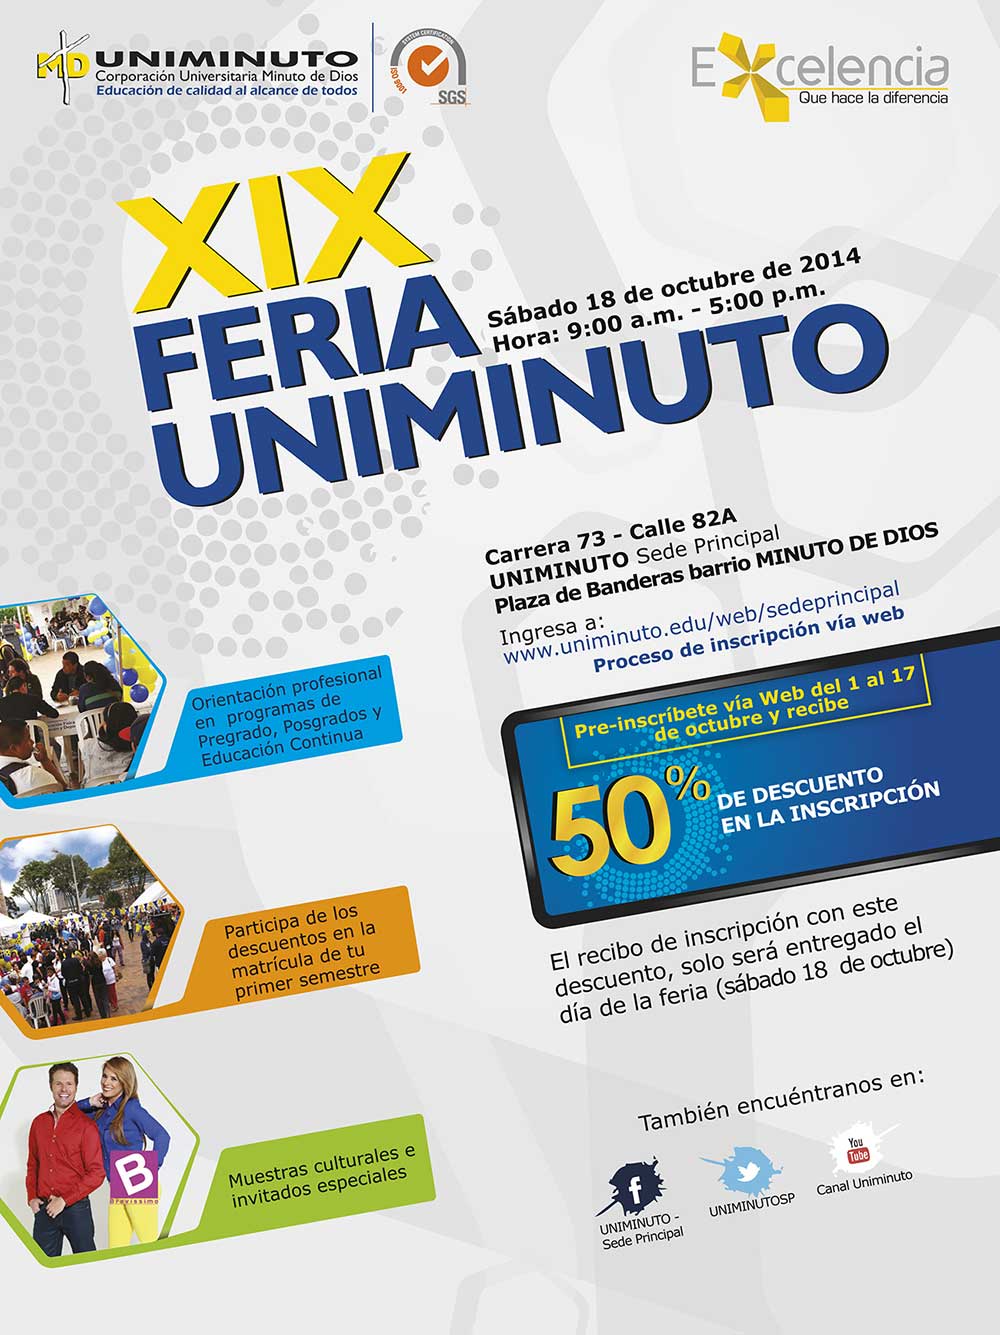 UNIMINUTO
Corporación Universitaria Minuto de Dios
Educación de calidad al alcance de todos
SYSTEM CERTIFICATION
ISO 9001
SGS
Excelencia
Que hace la diferencia
XIX
FERIA
UNIMINUTO
Sábado 18 de octubre de 2014
Hora: 9:00 a.m. - 5:00 p.m.
Carrera 73 - Calle 82A
UNIMINUTO Sede Principal
Plaza de Banderas barrio MINUTO DE DIOS
Ingresa a:
www.uniminuto.edu/web/sedeprincipal
Proceso de inscripción vía web
Pre-inscríbete vía Web del 1 al 17
de octubre y recibe
50%
DE DESCUENTO
EN LA INSCRIPCIÓN
El recibo de inscripción con este
descuento, solo será entregado el
día de la feria (sábado 18 de octubre)
Orientación profesional
en programas de
Pregrado, Posgrados y
Educación Continua
Participa de los
descuentos en la
matrícula de tu
primer semestre
B
Bravissimo
Muestras culturales e
invitados especiales
También encuéntranos en:
f
UNIMINUTO -
Sede Principal
UNIMINUTOSP
You
Tube
Canal Uniminuto